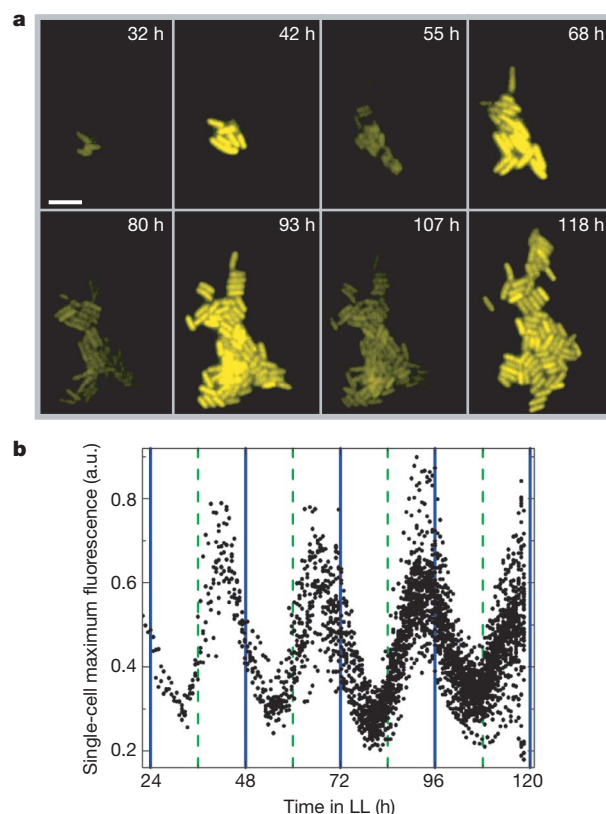 a
32 h
42 h
55 h
68 h
80 h
93 h
107 h
118 h
b
Single-cell maximum fluorescence (a.u.)
0.8
0.6
0.4
0.2
24
48
72
96
120
Time in LL (h)